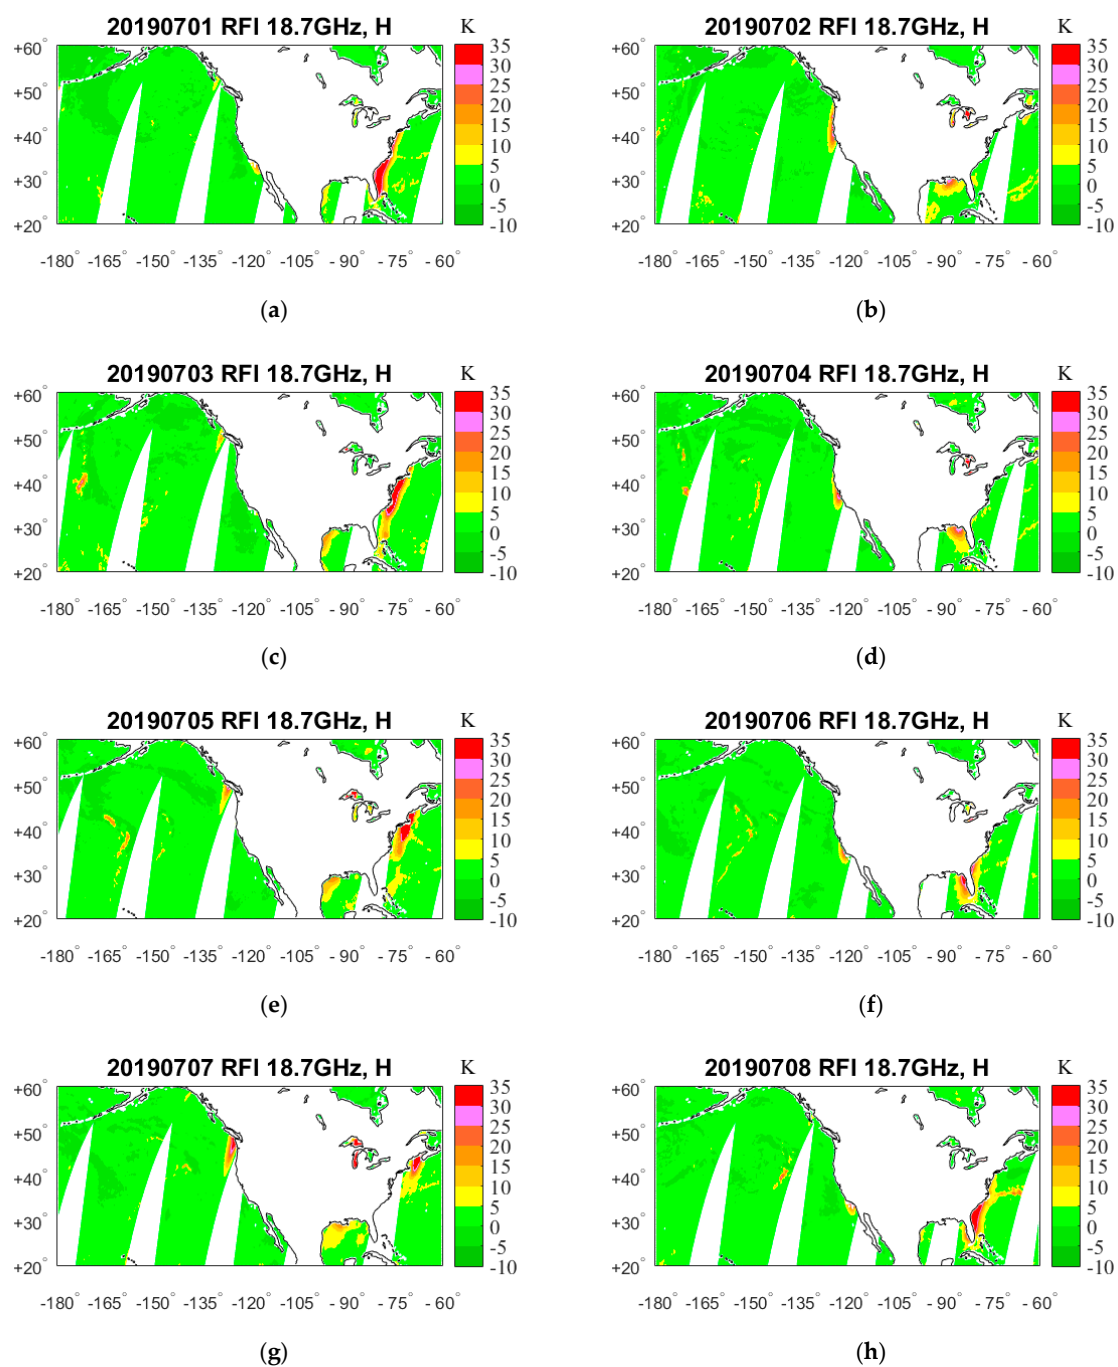 20190701 RFI 18.7GHz, H K
+60° +50° +40° +30° +20°
35 30 25 20 15 10 5 0 -5 -10
-180° -165° -150° -135° -120° -105° - 90° - 75° - 60°
(a)
20190702 RFI 18.7GHz, H K
+60° +50° +40° +30° +20°
35 30 25 20 15 10 5 0 -5 -10
-180° -165° -150° -135° -120° -105° - 90° - 75° - 60°
(b)
20190703 RFI 18.7GHz, H K
+60° +50° +40° +30° +20°
35 30 25 20 15 10 5 0 -5 -10
-180° -165° -150° -135° -120° -105° - 90° - 75° - 60°
(c)
20190704 RFI 18.7GHz, H K
+60° +50° +40° +30° +20°
35 30 25 20 15 10 5 0 -5 -10
-180° -165° -150° -135° -120° -105° - 90° - 75° - 60°
(d)
20190705 RFI 18.7GHz, H K
+60° +50° +40° +30° +20°
35 30 25 20 15 10 5 0 -5 -10
-180° -165° -150° -135° -120° -105° - 90° - 75° - 60°
(e)
20190706 RFI 18.7GHz, H K
+60° +50° +40° +30° +20°
35 30 25 20 15 10 5 0 -5 -10
-180° -165° -150° -135° -120° -105° - 90° - 75° - 60°
(f)
20190707 RFI 18.7GHz, H K
+60° +50° +40° +30° +20°
35 30 25 20 15 10 5 0 -5 -10
-180° -165° -150° -135° -120° -105° - 90° - 75° - 60°
(g)
20190708 RFI 18.7GHz, H K
+60° +50° +40° +30° +20°
35 30 25 20 15 10 5 0 -5 -10
-180° -165° -150° -135° -120° -105° - 90° - 75° - 60°
(h)